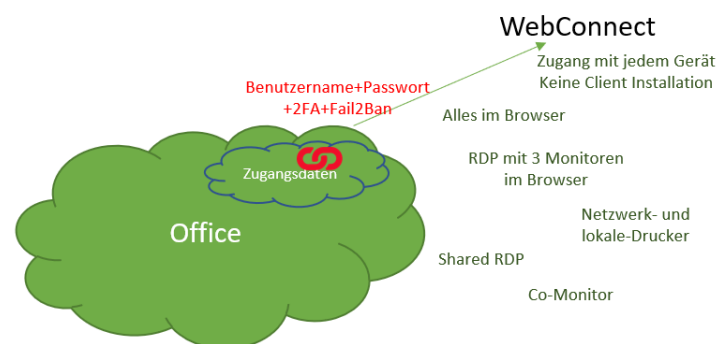 WebConnect
Zugang mit jedem Gerät
Keine Client Installation
Benutzername+Passwort
+2FA+Fail2Ban
Alles im Browser
RDP mit 3 Monitoren
im Browser
Zugangsdaten
Netzwerk- und
lokale-Drucker
Office
Shared RDP
Co-Monitor